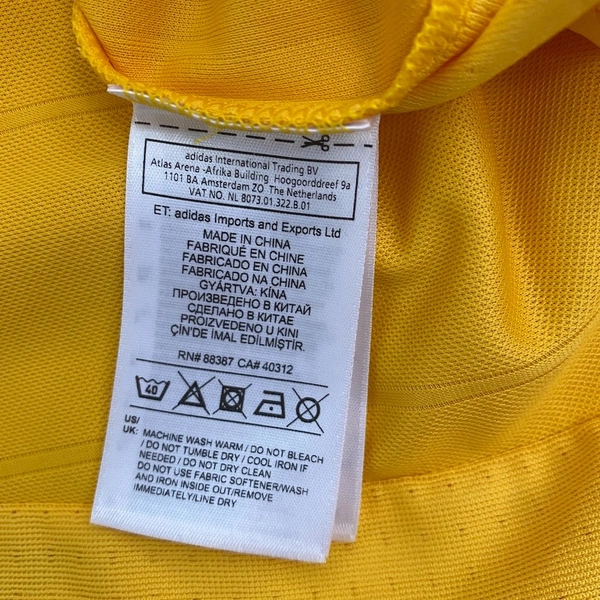 adidas International Trading BV
Atlas Arena -Afrika Building Hoogoorddreef 9a
1101 BA Amsterdam ZO The Netherlands
VAT NO. NL 8073.01.322.B.01
ET: adidas Imports and Exports Ltd
MADE IN CHINA
FABRIQUÉ EN CHINE
FABRICADO EN CHINA
FABRICADO NA CHINA
GYÁRTVA: KÍNA
ПРОИЗВЕДЕНО В КИТАЙ
СДЕЛАНО В КИТАЕ
PROIZVEDENO U KINI
ÇIN'DE İMAL EDİLMİŞTİR.
RN# 88387 CA# 40312
40
US/
UK: MACHINE WASH WARM / DO NOT BLEACH
/ DO NOT TUMBLE DRY / COOL IRON IF
NEEDED / DO NOT DRY CLEAN
DO NOT USE FABRIC SOFTENER/WASH
AND IRON INSIDE OUT/REMOVE
IMMEDIATELY/LINE DRY